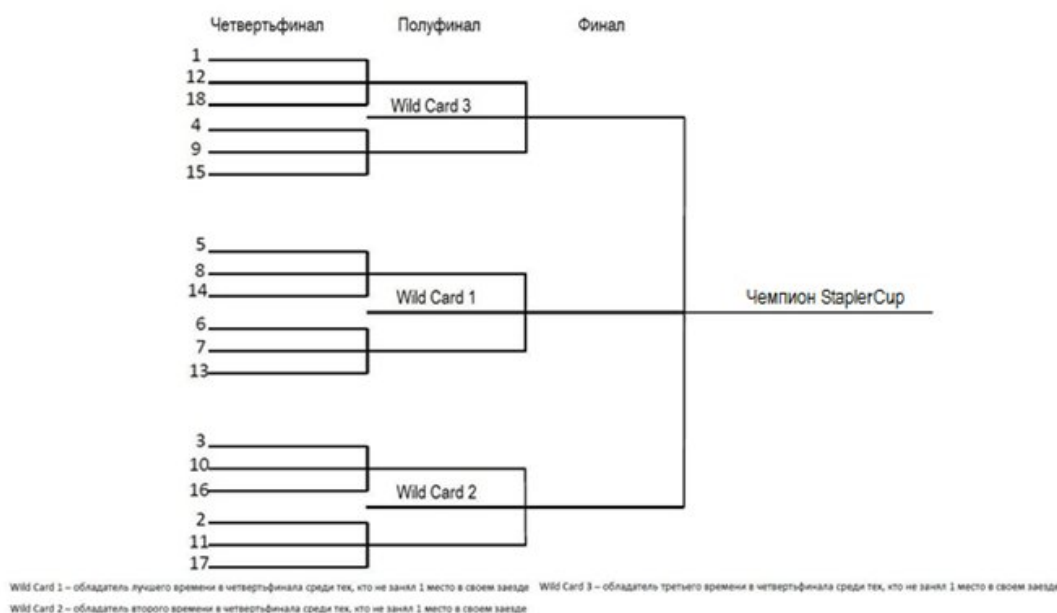 Четвертьфинал Полуфинал Финал
1
12
18
Wild Card 3
4
9
15
5
8
14
Wild Card 1
Чемпион StaplerCup
6
7
13
3
10
16
Wild Card 2
2
11
17
Wild Card 1 – обладатель лучшего времени в четвертьфинала среди тех, кто не занял 1 место в своем заезде Wild Card 3 – обладатель третьего времени в четвертьфинала среди тех, кто не занял 1 место в своем заезде
Wild Card 2 – обладатель второго времени в четвертьфинала среди тех, кто не занял 1 место в своем заезде